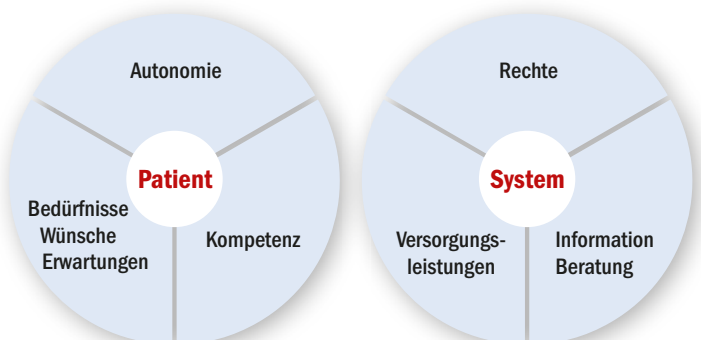 Autonomie
Patient
Bedürfnisse
Wünsche
Erwartungen
Kompetenz
Rechte
System
Versorgungs-
leistungen
Information
Beratung